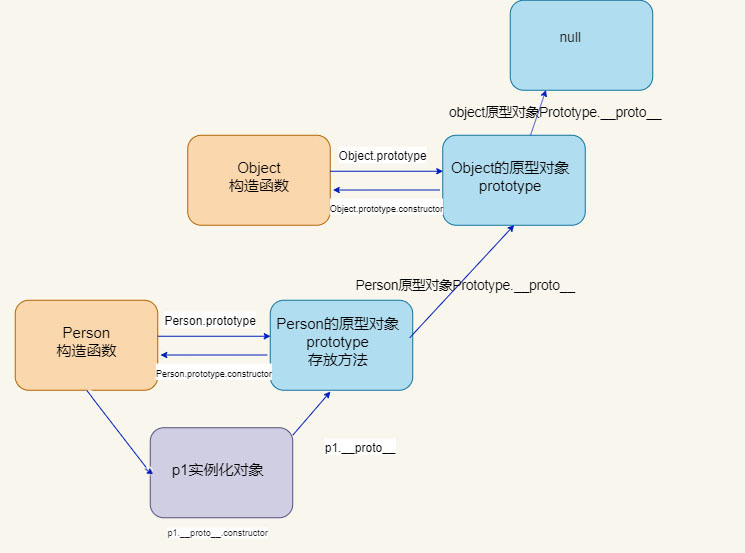 null
object原型对象Prototype.__proto__
Object
构造函数
Object.prototype
Object.prototype.constructor
Object的原型对象
prototype
Person原型对象Prototype.__proto__
Person
构造函数
Person.prototype
Person.prototype.constructor
Person的原型对象
prototype
存放方法
p1.__proto__
p1实例化对象
p1.__proto__.constructor